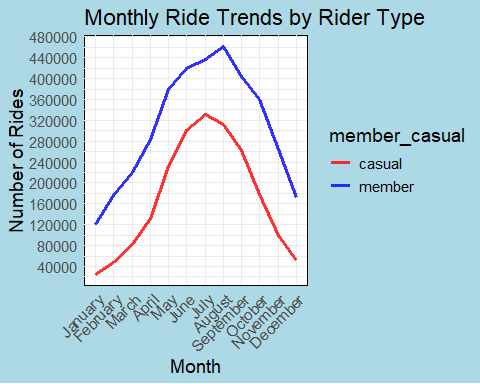 Monthly Ride Trends by Rider Type
Number of Rides
480000
440000
400000
360000
320000
280000
240000
200000
160000
120000
80000
40000
January
February
March
April
May
June
July
August
September
October
November
December
Month
member_casual
casual
member